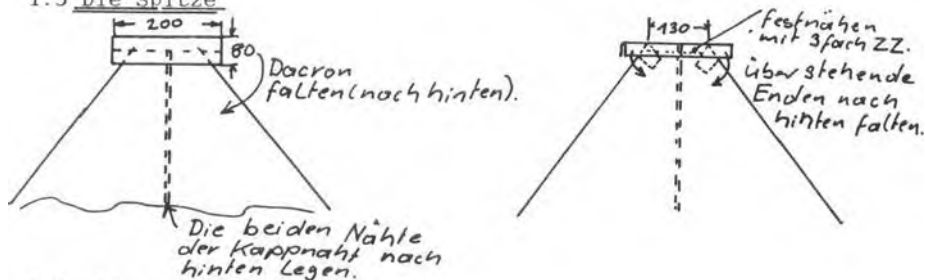 1.5 Die Spitze
200
80
Dacron
falten (nach hinten).
Die beiden Nähte
der Kappnaht nach
hinten legen.
130
festnähen
mit 3fach ZZ.
überstehende
Enden nach
hinten falten.